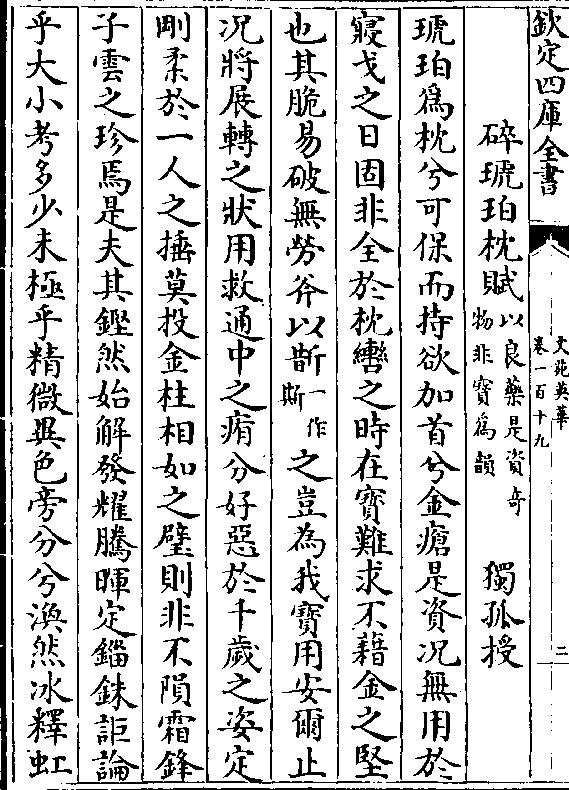 欽定四庫全書
文苑英華
卷一百十九
二
碎琥珀枕賦以良藥是資奇物非寶為韻 獨孤授
琥珀為枕兮可保而持欲加首兮金瘡是資况無用於
寢戈之日固非全於枕轡之時在寶難求不藉金之堅
也其脆易破無勞斧以斮一作斯之豈為我寶用安爾止
况將展轉之狀用救通中之痏分好惡於千歲之姿定
剛柔於一人之捶莫投金柱相如之璧則非不隕霜鋒
子雲之珍焉是夫其鏗然始解發耀騰暉定錙銖詎論
乎大小考多少未極乎精微異色旁分兮渙然冰釋虹